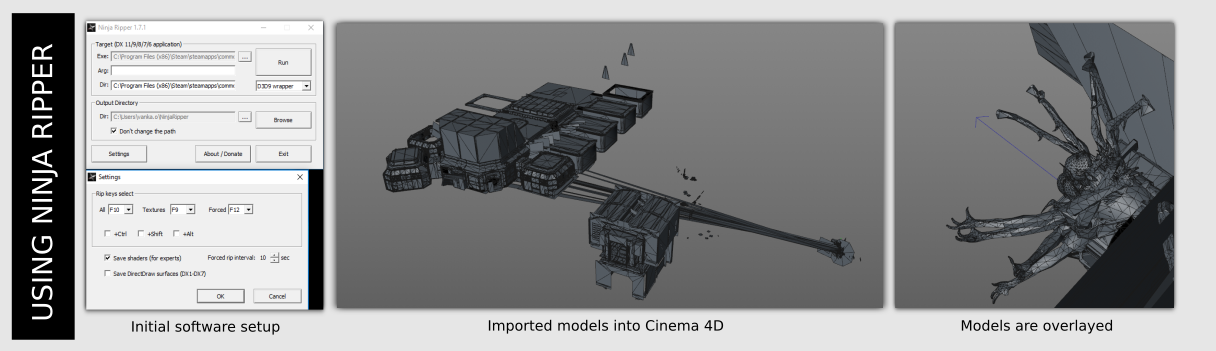 USING NINJA RIPPER
Ninja Ripper 1.7.1
Target (DX 11/9/8/7/6 application)
Exe: C:\Program Files (x86)\Steam\steamapps\comm ...
Run
Arg:
Dir: C:\Program Files (x86)\Steam\steamapps\comm
D3D9 wrapper
Output Directory
Dir: C:\Users\yanka.o\NinjaRipper ...
Browse
Don't change the path
Settings
About / Donate
Exit
Settings
Rip keys select
All F10 Textures F9 Forced F12
+Ctrl +Shift +Alt
Save shaders (for experts) Forced rip interval: 10 sec
Save DirectDraw surfaces (DX1-DX7)
OK
Cancel
Initial software setup
Imported models into Cinema 4D
Models are overlayed